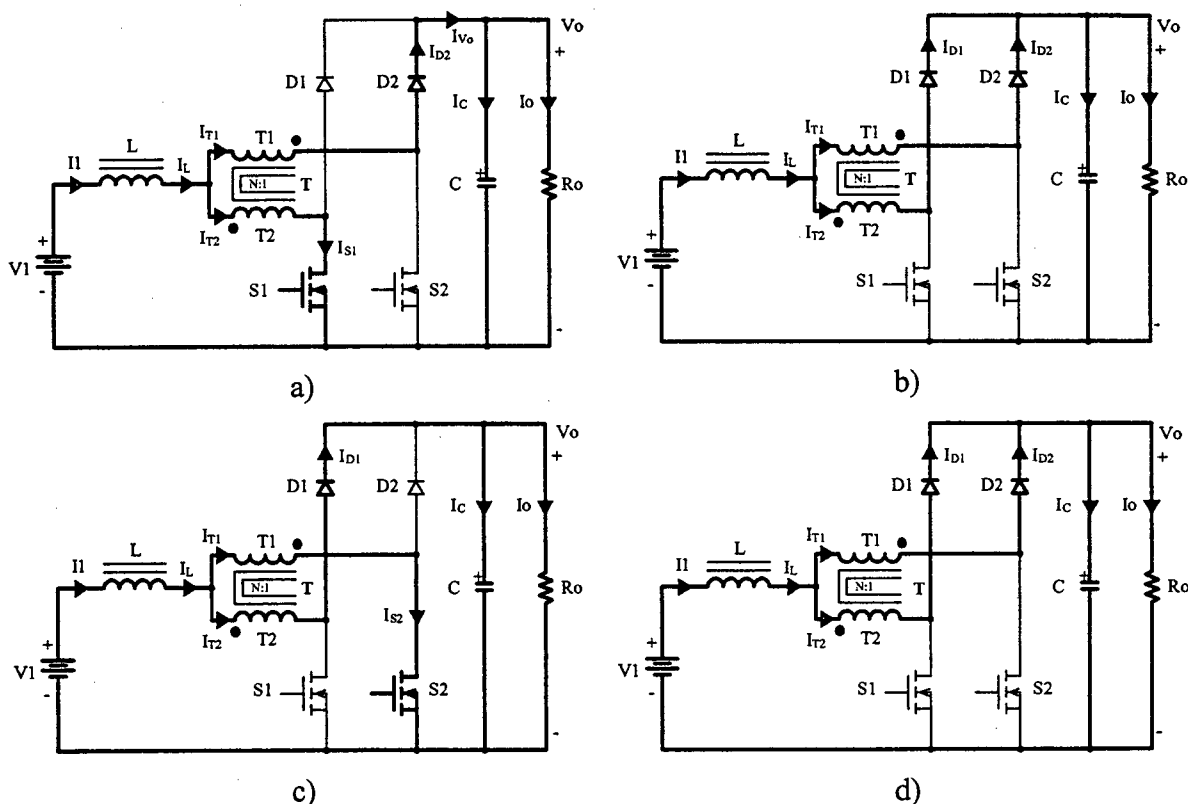 Vo
IVo
ID2
+
D1
D2
Ic
Io
L
IT1
T1
I1
IL
N:1
T
C
+
Ro
IT2
T2
IS1
+
V1
-
S1
S2
-
a)
Vo
ID1
ID2
+
D1
D2
Ic
Io
L
IT1
T1
I1
IL
N:1
T
C
+
Ro
IT2
T2
+
V1
-
S1
S2
-
b)
Vo
ID1
+
D1
D2
Ic
Io
L
IT1
T1
I1
IL
N:1
T
C
+
Ro
IT2
T2
IS2
+
V1
-
S1
S2
-
c)
Vo
ID1
ID2
+
D1
D2
Ic
Io
L
IT1
T1
I1
IL
N:1
T
C
+
Ro
IT2
T2
+
V1
-
S1
S2
-
d)